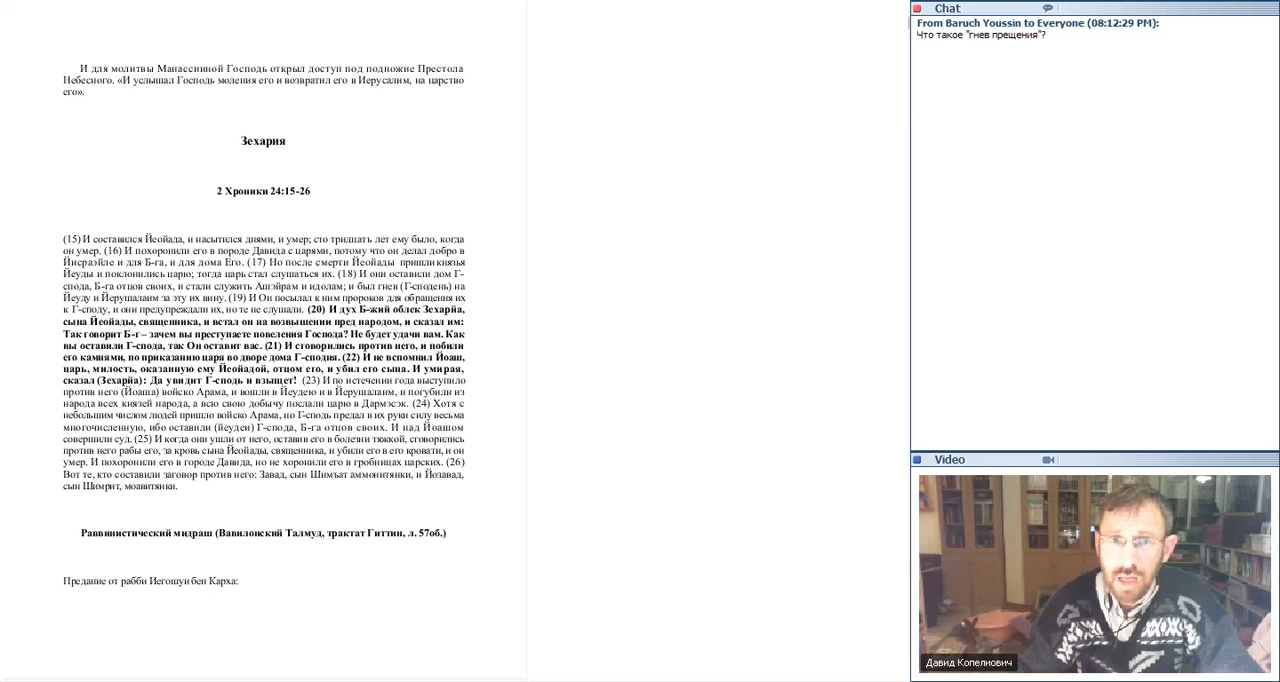 И для молитвы Манассииной Господь открыл доступ под подножие Престола
Небесного. «И услышал Господь моления его и возвратил его в Иерусалим, на царство
его».
Зехария
2 Хроники 24:15-26
(15) И составился Йеойада, и насытился днями, и умер; сто тридцать лет ему было, когда
он умер. (16) И похоронили его в породе Давида с царями, потому что он делал добро в
Йисраэйле и для Б-га, и для дома Его. (17) Но после смерти Йеойады пришли князья
Йеуды и поклонились царю; тогда царь стал слушаться их. (18) И они оставили дом Г-
спода, Б-га отцов своих, и стали служить Ашэйрам и идолам; и был гнев (Г-споден) на
Йеуду и Йерушалаим за эту их вину. (19) И Он посылал к ним пророков для обращения их
к Г-споду, и они предупреждали их, но те не слушали. (20) И дух Б-жий облек Зехарйа,
сына Йеойады, священника, и встал он на возвышении пред народом, и сказал им:
Так говорит Б-г – зачем вы преступаете повеления Господа? Не будет удачи вам. Как
вы оставили Г-спода, так Он оставит вас. (21) И сговорились против него, и побили
его камнями, по приказанию царя во дворе дома Г-сподня. (22) И не вспомнил Йоаш,
царь, милость, оказанную ему Йеойадой, отцом его, и убил его сына. И умирая,
сказал (Зехарйа): Да увидит Г-сподь и взыщет! (23) И по истечении года выступило
против него (Йоаша) войско Арама, и вошли в Йеудею и в Йерушалаим, и погубили из
народа всех князей народа, а всю свою добычу послали царю в Дармэсэк. (24) Хотя с
небольшим числом людей пришло войско Арама, но Г-сподь предал в их руки силу весьма
многочисленную, ибо оставили (йеудеи) Г-спода, Б-га отцов своих. И над Йоашом
совершили суд. (25) И когда они ушли от него, оставив его в болезни тяжкой, сговорились
против него рабы его, за кровь сына Йеойады, священника, и убили его в его кровати, и он
умер. И похоронили его в городе Давида, но не хоронили его в гробницах царских. (26)
Вот те, кто составили заговор против него: Завад, сын Шимъат аммонитянки, и Йозавад,
сын Шимрит, моавитянки.
Раввинистический мидраш (Вавилонский Талмуд, трактат Гиттин, л. 57об.)
Предание от рабби Иегошуи бен Карха:
Chat
From Baruch Youssin to Everyone (08:12:29 PM):
Что такое "гнев прещения"?
Video
Давид Копелиович